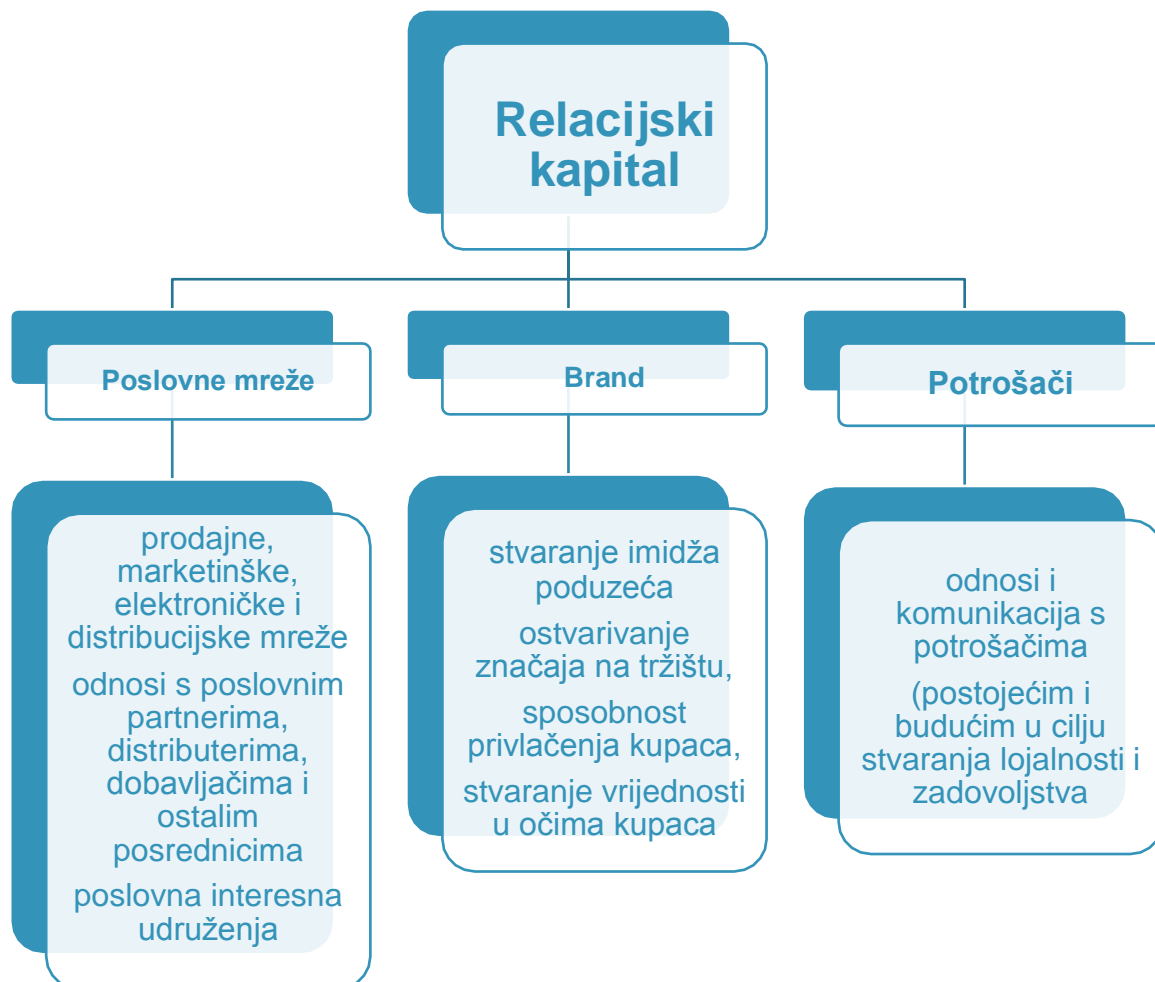 Relacijski
kapital
Poslovne mreže
Brand
Potrošači
prodajne,
marketinške,
elektroničke i
distribucijske mreže
odnosi s poslovnim
partnerima,
distributerima,
dobavljačima i
ostalim
posrednicima
poslovna interesna
udruženja
stvaranje imidža
poduzeća
ostvarivanje
značaja na tržištu,
sposobnost
privlačenja kupaca,
stvaranje vrijednosti
u očima kupaca
odnosi i
komunikacija s
potrošačima
(postojećim i
budućim u cilju
stvaranja lojalnosti i
zadovoljstva